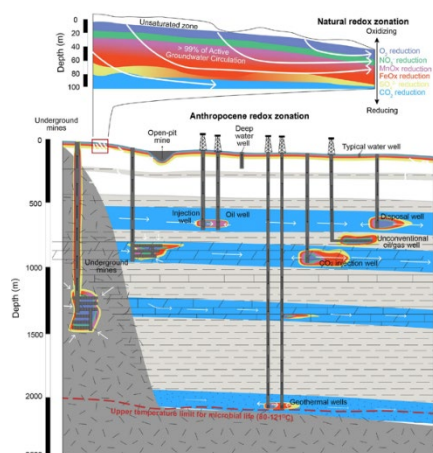 Natural redox zonation
Oxidizing
Unsaturated zone
> 99% of Active
Groundwater Circulation
Depth (m)
0
20
40
60
80
100
O₂ reduction
NO₃⁻ reduction
MnOx reduction
FeOx reduction
SO₄²⁻ reduction
CO₂ reduction
Reducing
Anthropocene redox zonation
Underground
mines
Open-pit
mine
Deep
water
well
Typical water well
Depth (m)
0
500
1000
1500
2000
Injection
well
Oil well
Disposal well
Unconventional
oil/gas well
Underground
mines
CO₂ injection well
Geothermal wells
Upper temperature limit for microbial life